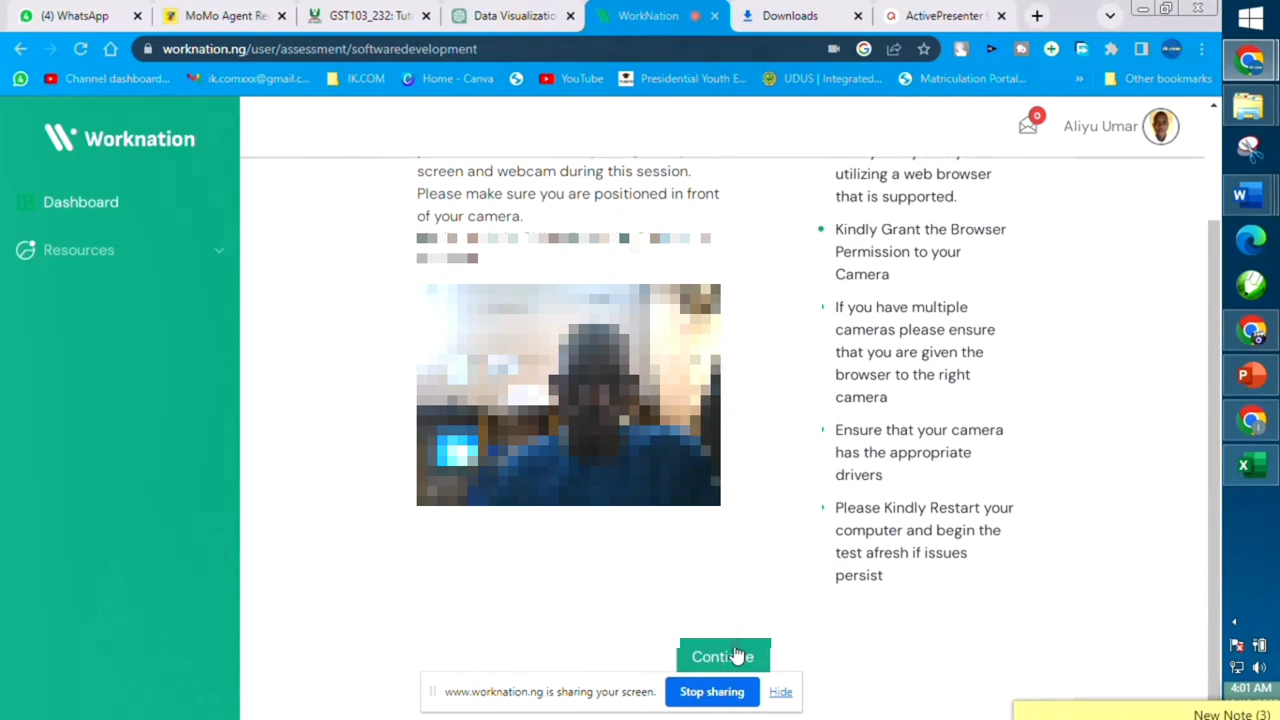 (4) WhatsApp
MoMo Agent Re
GST103_232: Tut
Data Visualizatio
WorkNation
Downloads
ActivePresenter
worknation.ng/user/assessment/softwaredevelopment
Channel dashboard...
ik.comxx@gmail.c...
IK.COM
Home - Canva
YouTube
Presidential Youth E...
UDUS | Integrated...
Matriculation Portal...
»
Other bookmarks
Worknation
0
Aliyu Umar
Dashboard
Resources
screen and webcam during this session.
Please make sure you are positioned in front
of your camera.
utilizing a web browser
that is supported.
Kindly Grant the Browser
Permission to your
Camera
If you have multiple
cameras please ensure
that you are given the
browser to the right
camera
Ensure that your camera
has the appropriate
drivers
Please Kindly Restart your
computer and begin the
test afresh if issues
persist
Continue
www.worknation.ng is sharing your screen.
Stop sharing
Hide
4:01 AM
New Note (3)